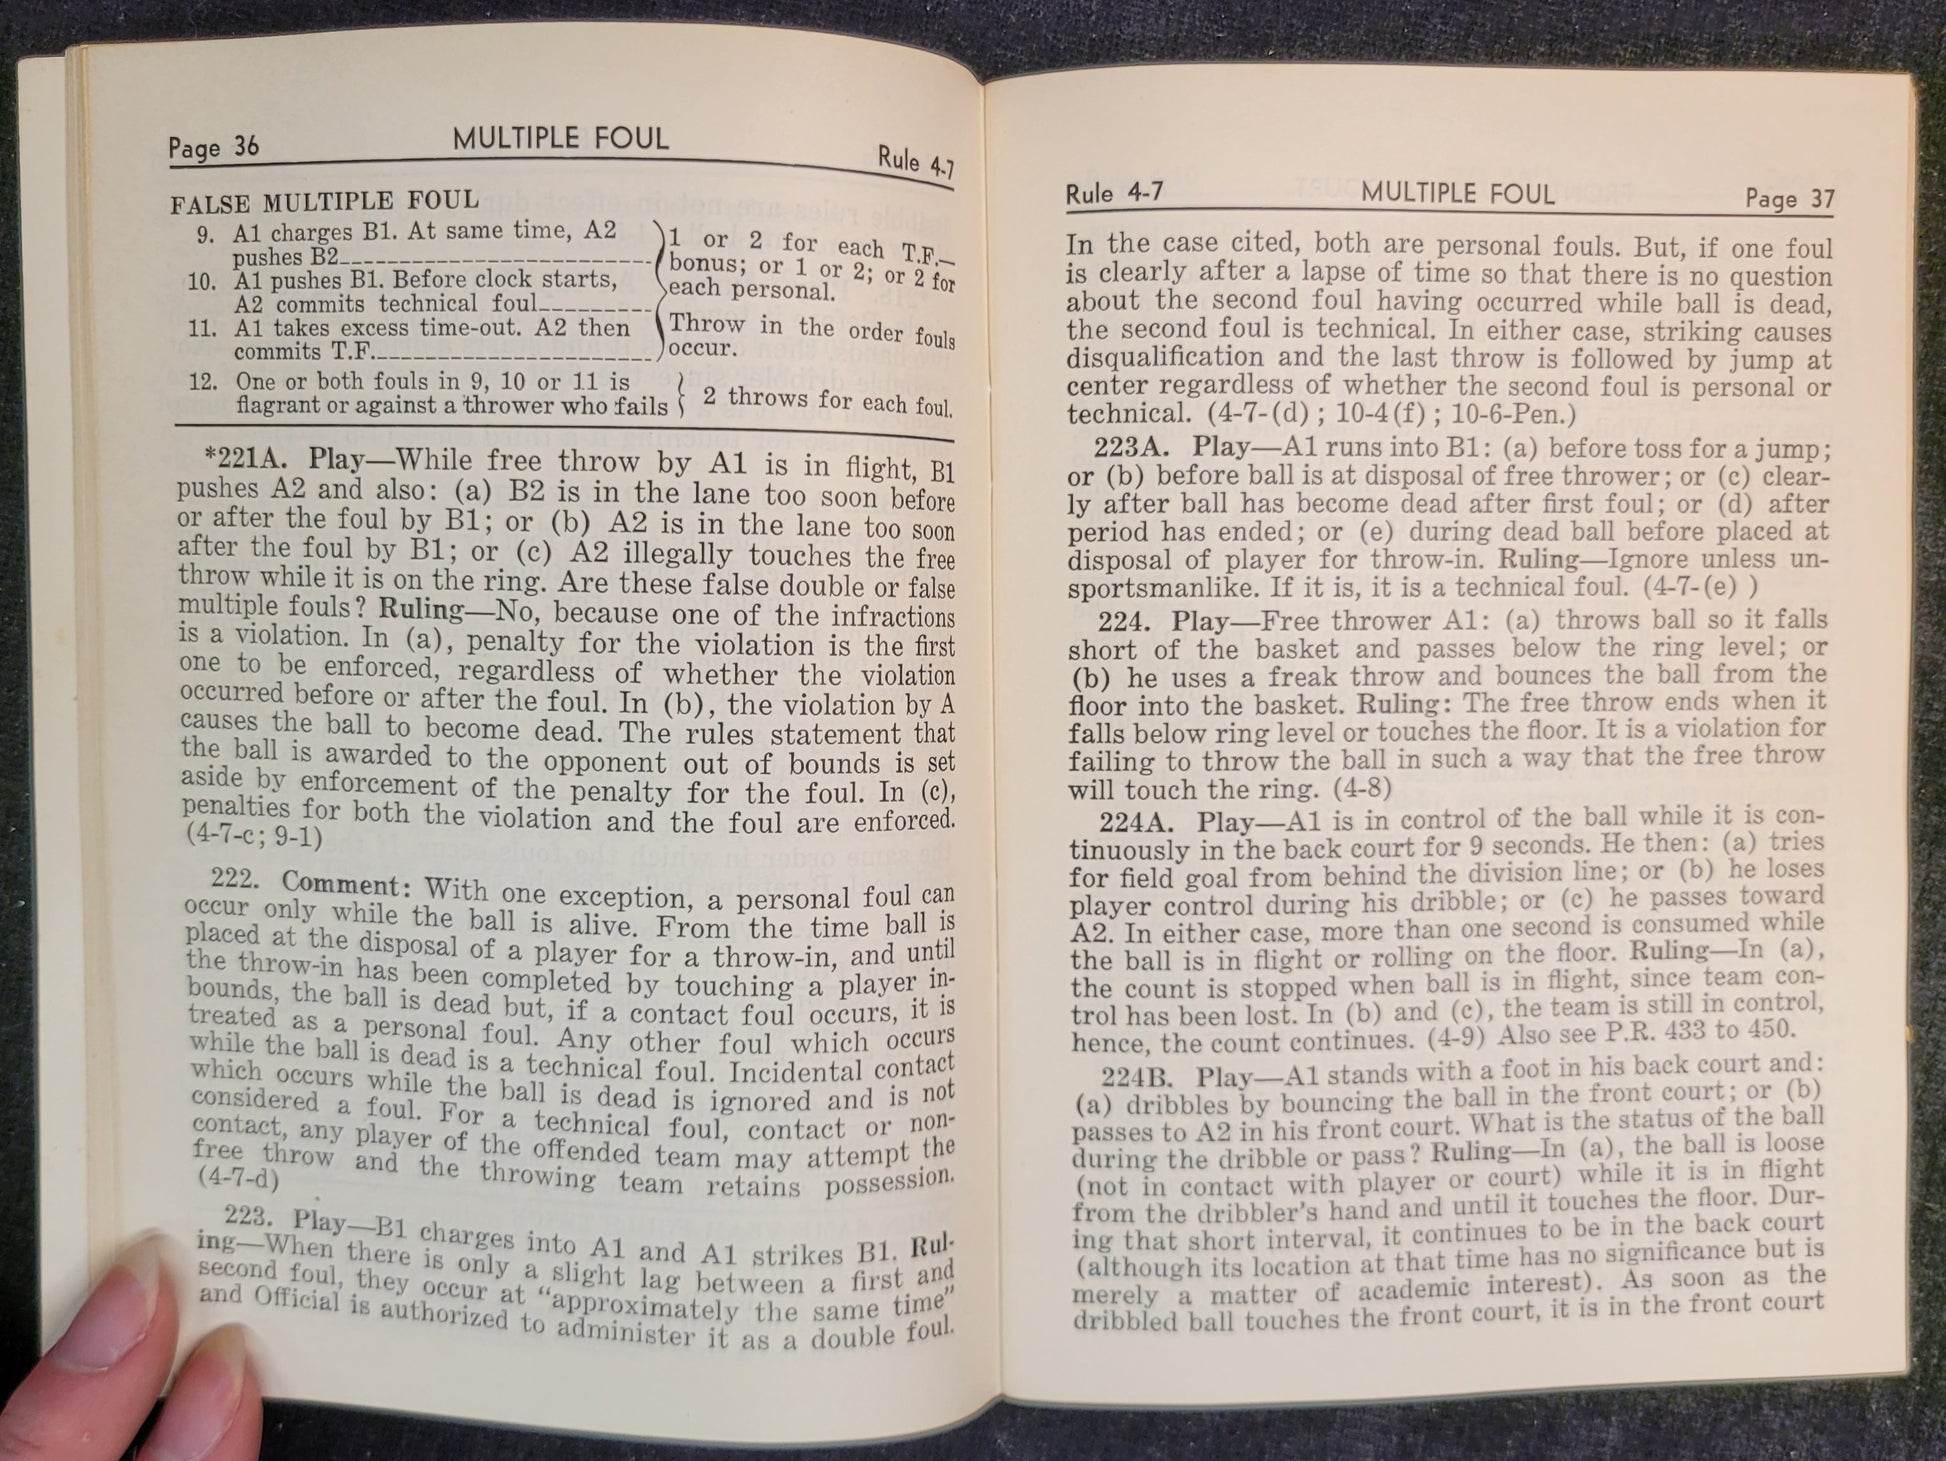 Page 36 MULTIPLE FOUL Rule 4-7
FALSE MULTIPLE FOUL
9. A1 charges B1. At same time, A2
pushes B2
10. A1 pushes B1. Before clock starts,
A2 commits technical foul
11. A1 takes excess time-out. A2 then
commits T.F.
1 or 2 for each T.F.—
bonus; or 1 or 2; or 2 for
each personal.
Throw in the order fouls
occur.
12. One or both fouls in 9, 10 or 11 is
flagrant or against a thrower who fails
2 throws for each foul.
*221A. Play—While free throw by A1 is in flight, B1
pushes A2 and also: (a) B2 is in the lane too soon before
or after the foul by B1; or (b) A2 is in the lane too soon
after the foul by B1; or (c) A2 illegally touches the free
throw while it is on the ring. Are these false double or false
multiple fouls? Ruling—No, because one of the infractions
is a violation. In (a), penalty for the violation is the first
one to be enforced, regardless of whether the violation
occurred before or after the foul. In (b), the violation by A
causes the ball to become dead. The rules statement that
the ball is awarded to the opponent out of bounds is set
aside by enforcement of the penalty for the foul. In (c),
penalties for both the violation and the foul are enforced.
(4-7-c; 9-1)
222. Comment: With one exception, a personal foul can
occur only while the ball is alive. From the time ball is
placed at the disposal of a player for a throw-in, and until
the throw-in has been completed by touching a player in-
bounds, the ball is dead but, if a contact foul occurs, it is
treated as a personal foul. Any other foul which occurs
while the ball is dead is a technical foul. Incidental contact
which occurs while the ball is dead is ignored and is not
considered a foul. For a technical foul, contact or non-
contact, any player of the offended team may attempt the
free throw and the throwing team retains possession.
(4-7-d)
223. Play—B1 charges into A1 and A1 strikes B1. Rul-
ing—When there is only a slight lag between a first and
second foul, they occur at "approximately the same time"
and Official is authorized to administer it as a double foul.
Rule 4-7 MULTIPLE FOUL Page 37
In the case cited, both are personal fouls. But, if one foul
is clearly after a lapse of time so that there is no question
about the second foul having occurred while ball is dead,
the second foul is technical. In either case, striking causes
disqualification and the last throw is followed by jump at
center regardless of whether the second foul is personal or
technical. (4-7-(d) ; 10-4(f) ; 10-6-Pen.)
223A. Play—A1 runs into B1: (a) before toss for a jump;
or (b) before ball is at disposal of free thrower; or (c) clear-
ly after ball has become dead after first foul; or (d) after
period has ended; or (e) during dead ball before placed at
disposal of player for throw-in. Ruling—Ignore unless un-
sportsmanlike. If it is, it is a technical foul. (4-7-(e) )
224. Play—Free thrower A1: (a) throws ball so it falls
short of the basket and passes below the ring level; or
(b) he uses a freak throw and bounces the ball from the
floor into the basket. Ruling: The free throw ends when it
falls below ring level or touches the floor. It is a violation for
failing to throw the ball in such a way that the free throw
will touch the ring. (4-8)
224A. Play—A1 is in control of the ball while it is con-
tinuously in the back court for 9 seconds. He then: (a) tries
for field goal from behind the division line; or (b) he loses
player control during his dribble; or (c) he passes toward
A2. In either case, more than one second is consumed while
the ball is in flight or rolling on the floor. Ruling—In (a),
the count is stopped when ball is in flight, since team con-
trol has been lost. In (b) and (c), the team is still in control,
hence, the count continues. (4-9) Also see P.R. 433 to 450.
224B. Play—A1 stands with a foot in his back court and:
(a) dribbles by bouncing the ball in the front court; or (b)
passes to A2 in his front court. What is the status of the ball
during the dribble or pass? Ruling—In (a), the ball is loose
(not in contact with player or court) while it is in flight
from the dribbler's hand and until it touches the floor. Dur-
ing that short interval, it continues to be in the back court
(although its location at that time has no significance but is
merely a matter of academic interest). As soon as the
dribbled ball touches the front court, it is in the front court